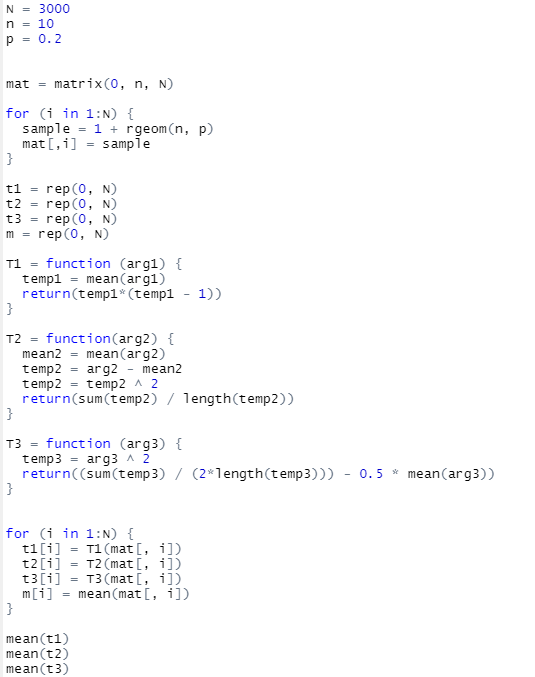 N = 3000
n = 10
p = 0.2
mat = matrix(0, n, N)
for (i in 1:N) {
  sample = 1 + rgeom(n, p)
  mat[,i] = sample
}
t1 = rep(0, N)
t2 = rep(0, N)
t3 = rep(0, N)
m = rep(0, N)
T1 = function (arg1) {
  temp1 = mean(arg1)
  return(temp1*(temp1 - 1))
}
T2 = function(arg2) {
  mean2 = mean(arg2)
  temp2 = arg2 - mean2
  temp2 = temp2 ^ 2
  return(sum(temp2) / length(temp2))
}
T3 = function (arg3) {
  temp3 = arg3 ^ 2
  return((sum(temp3) / (2*length(temp3))) - 0.5 * mean(arg3))
}
for (i in 1:N) {
  t1[i] = T1(mat[, i])
  t2[i] = T2(mat[, i])
  t3[i] = T3(mat[, i])
  m[i] = mean(mat[, i])
}
mean(t1)
mean(t2)
mean(t3)